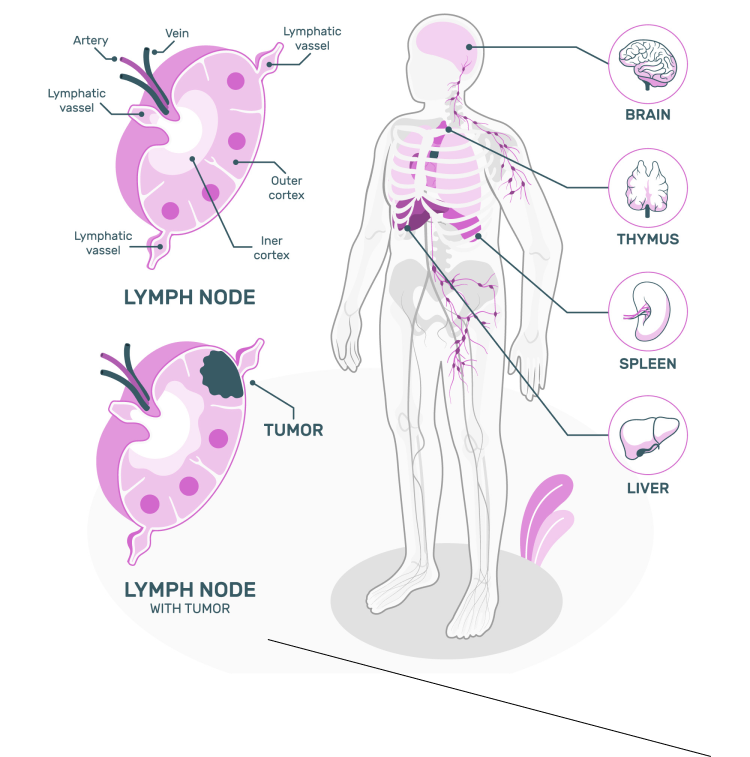 Artery
Vein
Lymphatic
vassel
Lymphatic
vassel
Outer
cortex
Lymphatic
vassel
Iner
cortex
LYMPH NODE
TUMOR
LYMPH NODE
WITH TUMOR
BRAIN
THYMUS
SPLEEN
LIVER